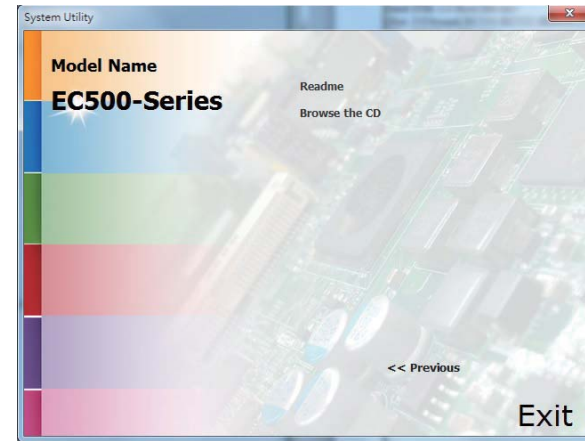 System Utility
Model Name
EC500-Series
Readme
Browse the CD
<< Previous
Exit